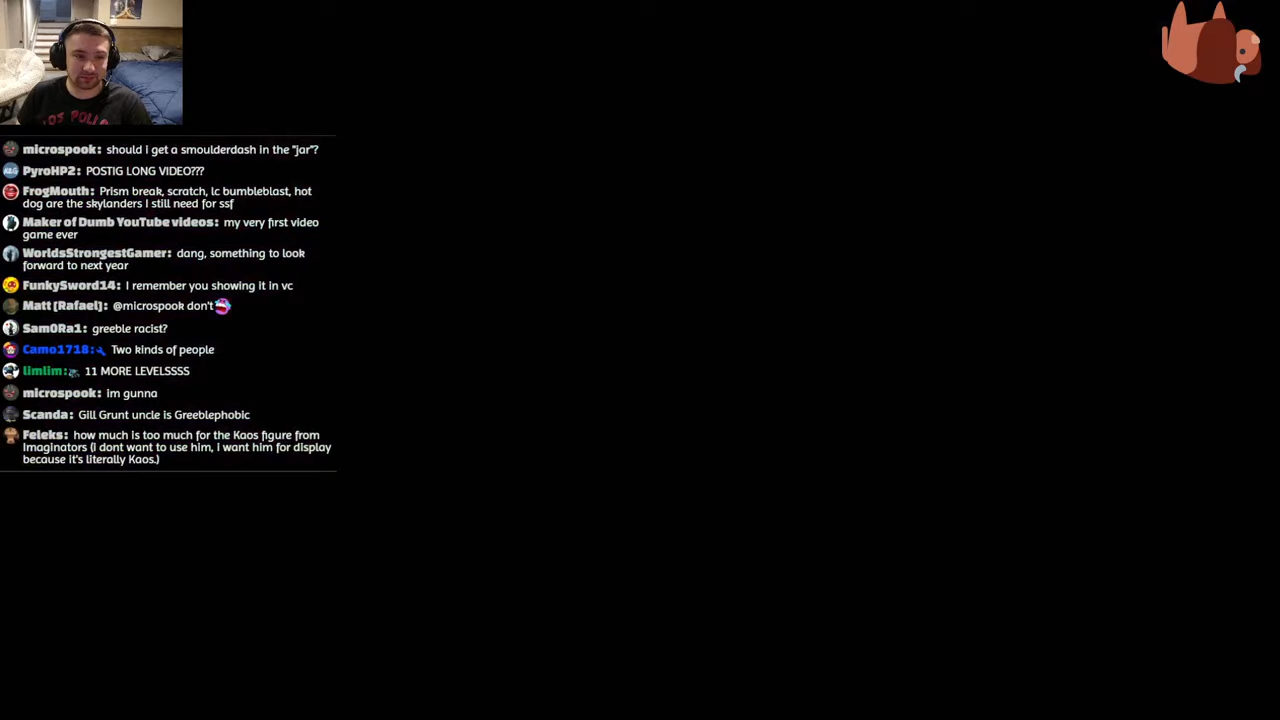 microspook: should i get a smoulderdash in the "jar"?
PyroHP2: POSTIG LONG VIDEO???
FrogMouth: Prism break, scratch, lc bumbleblast, hot
dog are the skylanders I still need for ssf
Maker of Dumb YouTube videos: my very first video
game ever
WorldsStrongestGamer: dang, something to look
forward to next year
FunkySword14: I remember you showing it in vc
Matt [Rafael]: @microspook don't
Sam0Ra1: greeble racist?
Camo1718: Two kinds of people
limlim: 11 MORE LEVELSSSS
microspook: im gunna
Scanda: Gill Grunt uncle is Greeblephobic
Feleks: how much is too much for the Kaos figure from
Imaginators (i dont want to use him, i want him for display
because it's literally Kaos.)